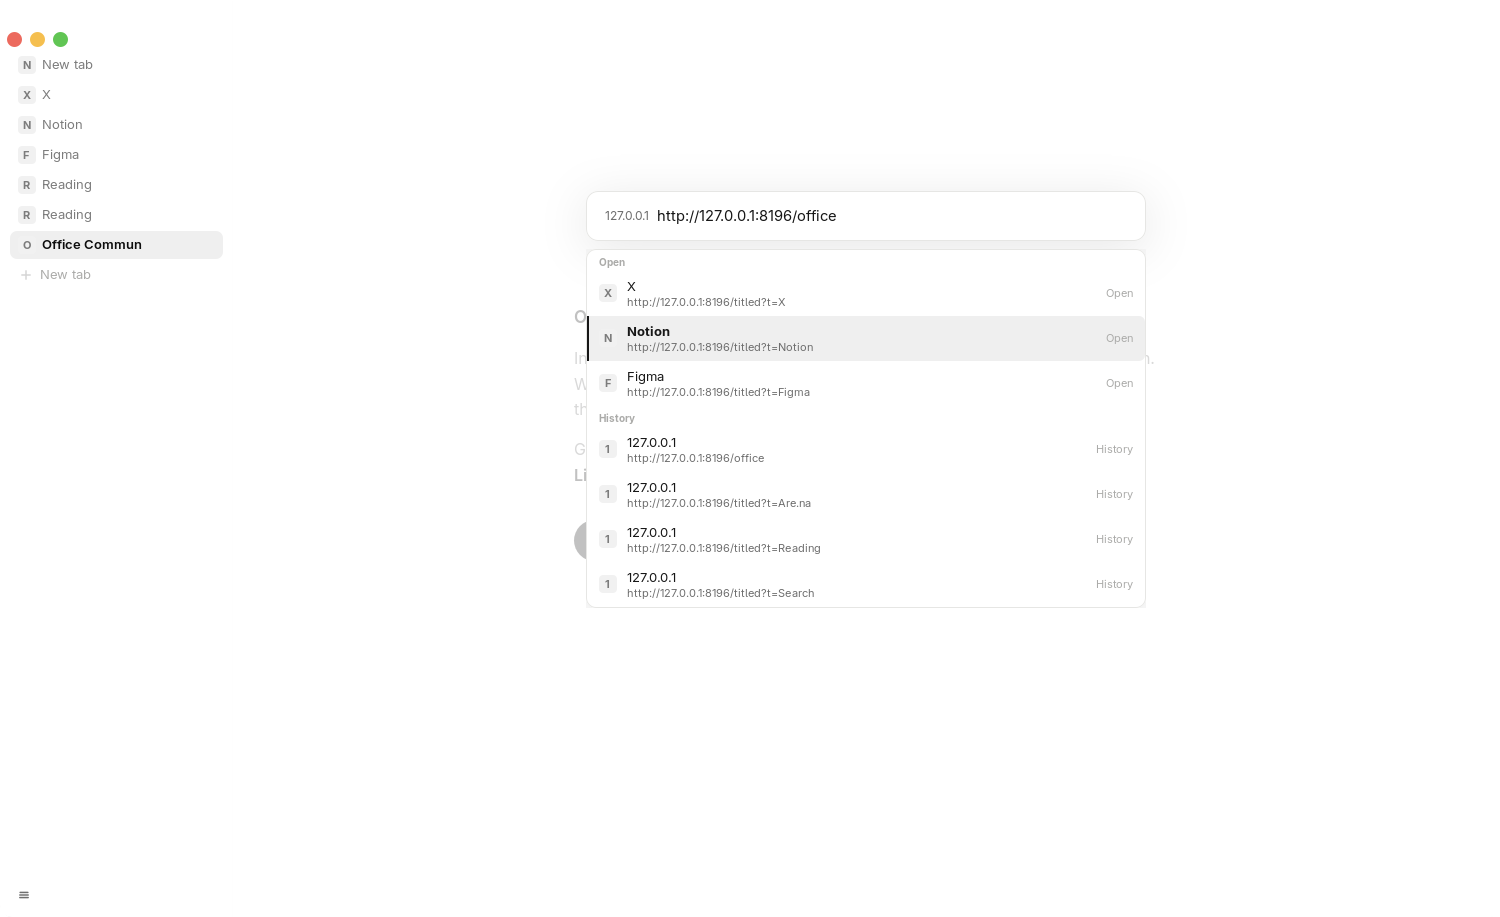 N New tab
X X
N Notion
F Figma
R Reading
R Reading
O Office Commun
+ New tab
127.0.0.1 http://127.0.0.1:8196/office
Open
X X Open
http://127.0.0.1:8196/titled?t=X
N Notion Open
http://127.0.0.1:8196/titled?t=Notion
F Figma Open
http://127.0.0.1:8196/titled?t=Figma
History
1 127.0.0.1 History
http://127.0.0.1:8196/office
1 127.0.0.1 History
http://127.0.0.1:8196/titled?t=Are.na
1 127.0.0.1 History
http://127.0.0.1:8196/titled?t=Reading
1 127.0.0.1 History
http://127.0.0.1:8196/titled?t=Search